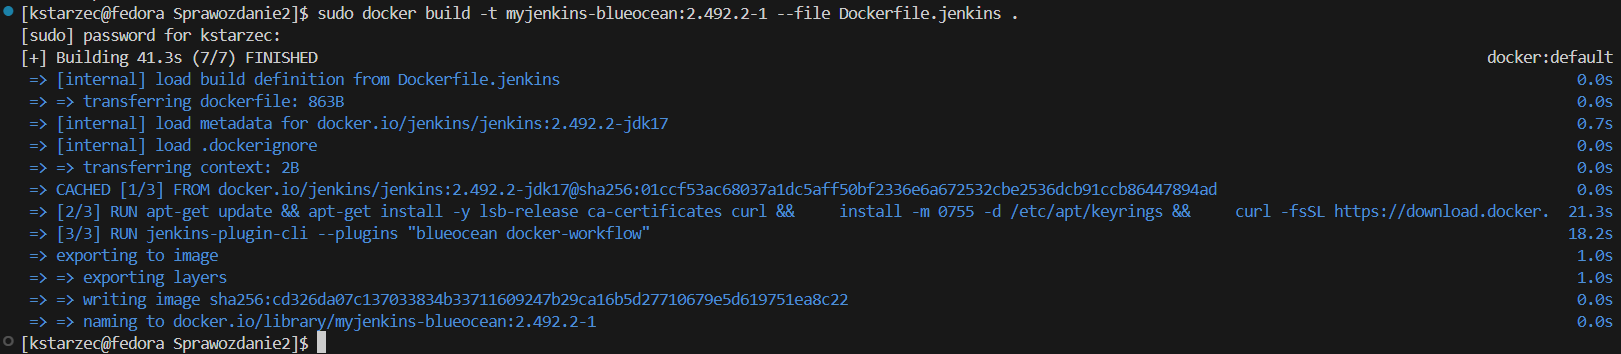 [kstarzec@fedora Sprawozdanie2]$ sudo docker build -t myjenkins-blueocean:2.492.2-1 --file Dockerfile.jenkins .
[sudo] password for kstarzec:
[+] Building 41.3s (7/7) FINISHED docker:default
=> [internal] load build definition from Dockerfile.jenkins 0.0s
=> => transferring dockerfile: 863B 0.0s
=> [internal] load metadata for docker.io/jenkins/jenkins:2.492.2-jdk17 0.7s
=> [internal] load .dockerignore 0.0s
=> => transferring context: 2B 0.0s
=> CACHED [1/3] FROM docker.io/jenkins/jenkins:2.492.2-jdk17@sha256:01ccf53ac68037a1dc5aff50bf2336e6a672532cbe2536dcb91ccb86447894ad 0.0s
=> [2/3] RUN apt-get update && apt-get install -y lsb-release ca-certificates curl &&     install -m 0755 -d /etc/apt/keyrings &&     curl -fsSL https://download.docker. 21.3s
=> [3/3] RUN jenkins-plugin-cli --plugins "blueocean docker-workflow" 18.2s
=> exporting to image 1.0s
=> => exporting layers 1.0s
=> => writing image sha256:cd326da07c137033834b33711609247b29ca16b5d27710679e5d619751ea8c22 0.0s
=> => naming to docker.io/library/myjenkins-blueocean:2.492.2-1 0.0s
[kstarzec@fedora Sprawozdanie2]$